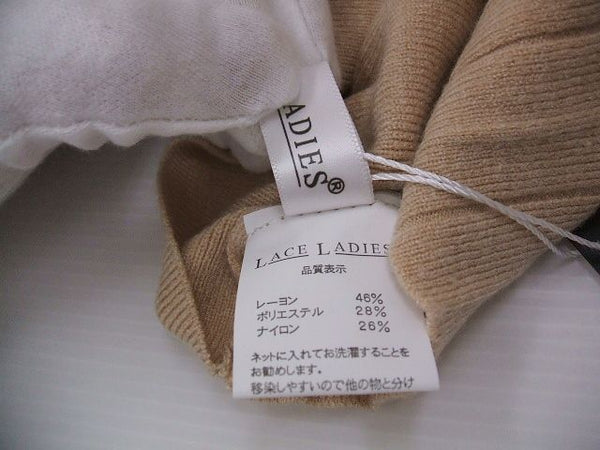 ADIES®
LACE LADIES
品質表示
レーヨン 46%
ポリエステル 28%
ナイロン 26%
ネットに入れてお洗濯することを
お勧めします。
移染しやすいので他の物と分け